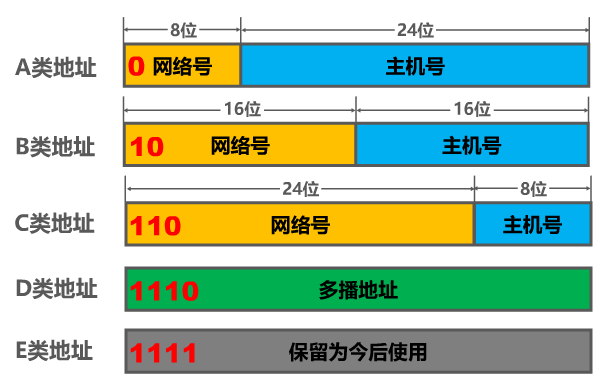 8位 24位
A类地址 0 网络号 主机号
16位 16位
B类地址 10 网络号 主机号
24位 8位
C类地址 110 网络号 主机号
D类地址 1110 多播地址
E类地址 1111 保留为今后使用